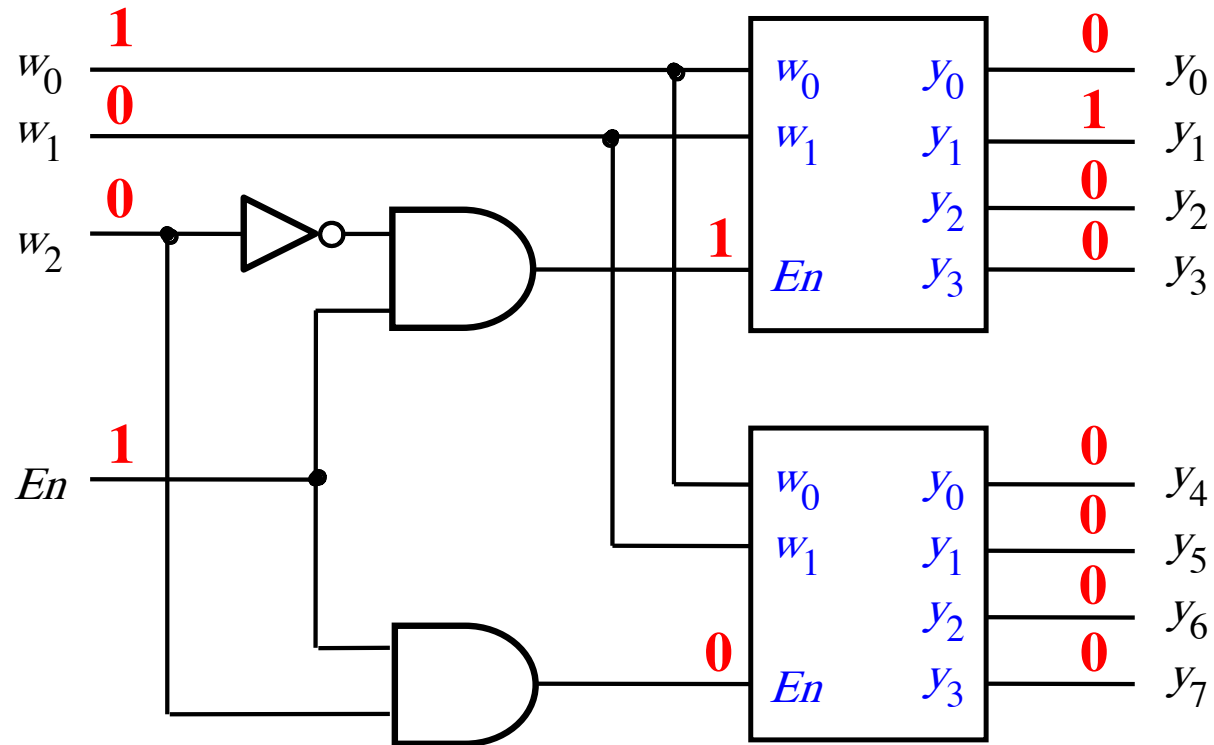 1 0
w0 w0 y0 y0
0 1
w1 w1 y1 y1
0 0
w2 1 y2 y2
0
En y3 y3
1 0
En w0 y0 y4
0
w1 y1 y5
0
0 y2 y6
0
En y3 y7